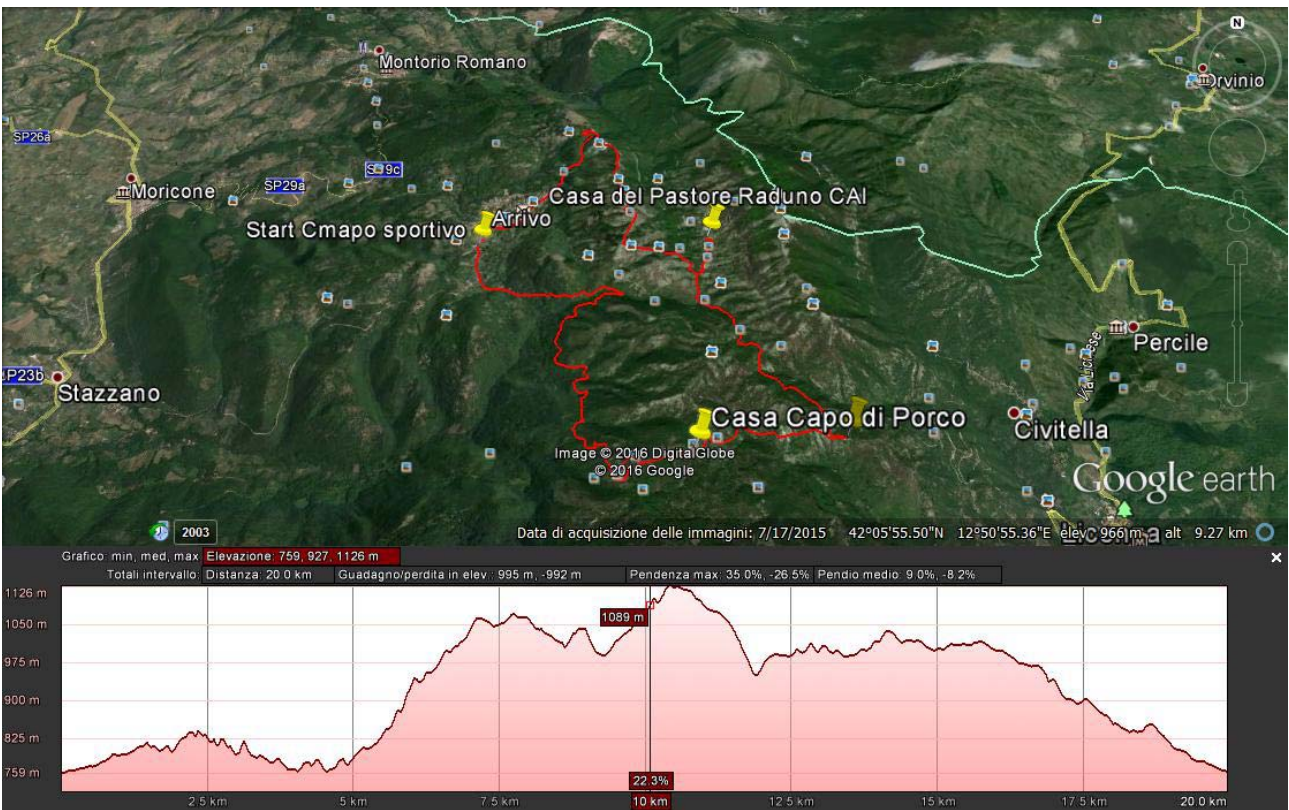 N
Montorio Romano
Orvinio
SP26a
SP29a
Moricone
Casa del Pastore Raduno CAI
Start Cmapo sportivo
Arrivo
Percile
Stazzano
Casa Capo di Porco
Civitella
Image © 2016 DigitalGlobe
© 2016 Google
Google earth
2003
Data di acquisizione delle immagini: 7/17/2015 42°05'55.50"N 12°50'55.36"E elev 966 m alt 9.27 km
Grafico: min, med, max Elevazione: 759, 927, 1126 m
Totali intervallo: Distanza: 20.0 km Guadagno/perdita in elev.: 995 m, -992 m Pendenza max: 35.0%, -26.5% Pendio medio: 9.0%, -8.2%
1126 m
1050 m
975 m
900 m
825 m
759 m
1089 m
22.3%
2.5 km 5 km 7.5 km 10 km 12.5 km 15 km 17.5 km 20.0 km